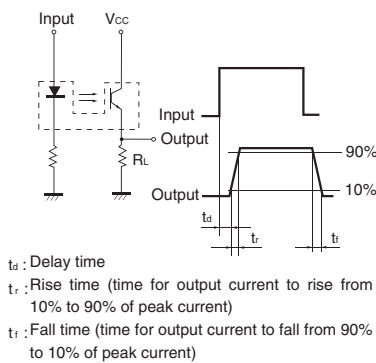 Input
Vcc
Output
RL
Input
90%
10%
Output
td
tr
tf
td : Delay time
tr : Rise time (time for output current to rise from
10% to 90% of peak current)
tf : Fall time (time for output current to fall from 90%
to 10% of peak current)